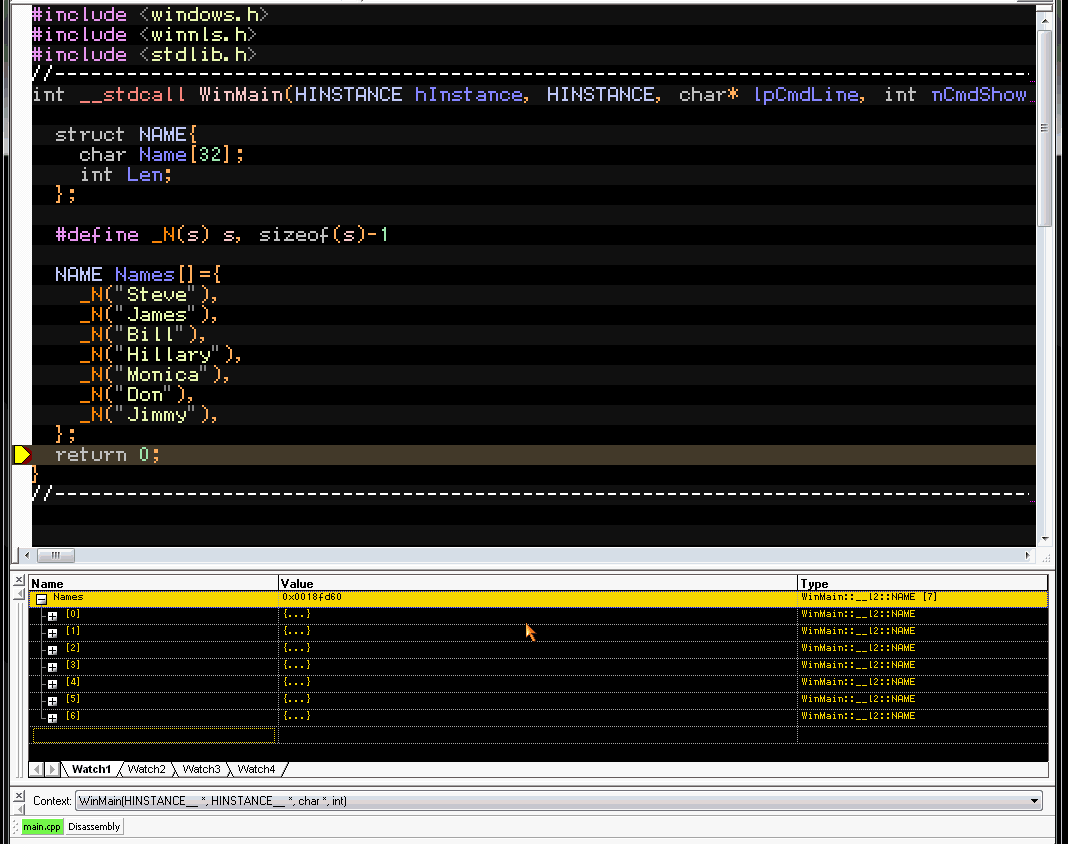 #include <windows.h>
#include <winnls.h>
#include <stdlib.h>
//---------------------------------------------------------------------------------
int __stdcall WinMain(HINSTANCE hInstance, HINSTANCE, char* lpCmdLine, int nCmdShow
struct NAME{
char Name[32];
int Len;
};
#define _N(s) s, sizeof(s)-1
NAME Names[]={
_N("Steve"),
_N("James"),
_N("Bill"),
_N("Hillary"),
_N("Monica"),
_N("Don"),
_N("Jimmy"),
};
return 0;
}
//---------------------------------------------------------------------------------
Name Value Type
Names 0x0018fd60 WinMain::__l2::NAME [7]
[0] {...} WinMain::__l2::NAME
[1] {...} WinMain::__l2::NAME
[2] {...} WinMain::__l2::NAME
[3] {...} WinMain::__l2::NAME
[4] {...} WinMain::__l2::NAME
[5] {...} WinMain::__l2::NAME
[6] {...} WinMain::__l2::NAME
Watch1 Watch2 Watch3 Watch4
Context: WinMain(HINSTANCE__ *, HINSTANCE__ *, char *, int)
main.cpp Disassembly